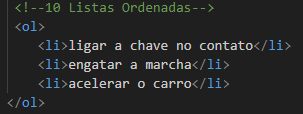 <!--10 Listas Ordenadas-->
<ol>
<li>ligar a chave no contato</li>
<li>engatar a marcha</li>
<li>acelerar o carro</li>
</ol>